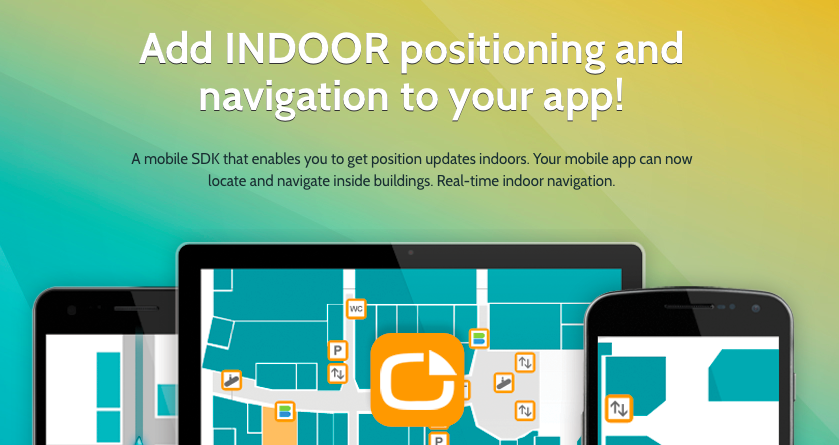 Add INDOOR positioning and
navigation to your app!
A mobile SDK that enables you to get position updates indoors. Your mobile app can now
locate and navigate inside buildings. Real-time indoor navigation.
WC
P
P